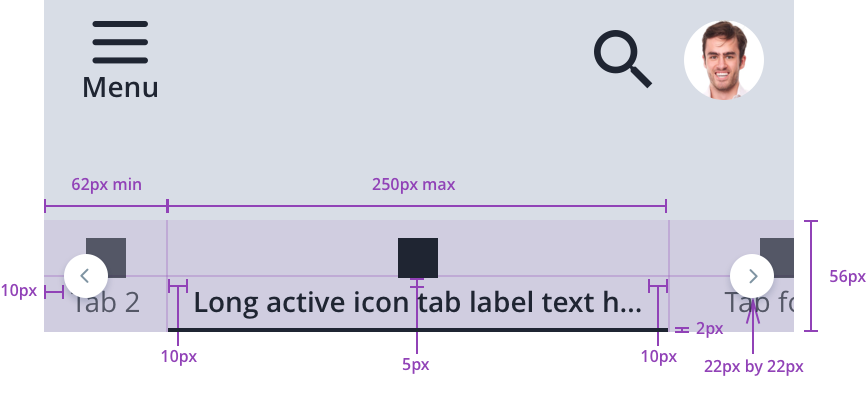 Menu
62px min
250px max
10px
Tab 2
Long active icon tab label text h...
Tab fo
56px
2px
10px
5px
10px
22px by 22px